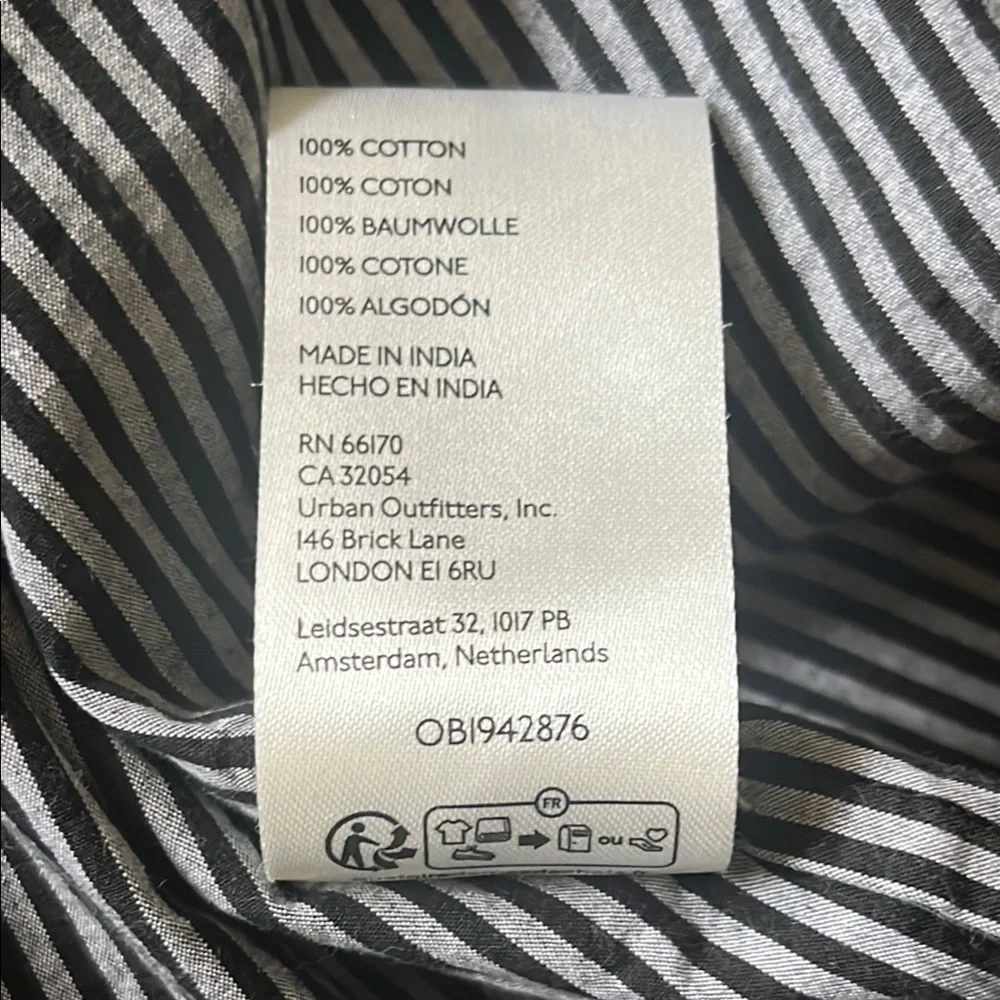 100% COTTON
100% COTON
100% BAUMWOLLE
100% COTONE
100% ALGODÓN
MADE IN INDIA
HECHO EN INDIA
RN 66170
CA 32054
Urban Outfitters, Inc.
146 Brick Lane
LONDON E1 6RU
Leidsestraat 32, 1017 PB
Amsterdam, Netherlands
OB1942876
FR
ou